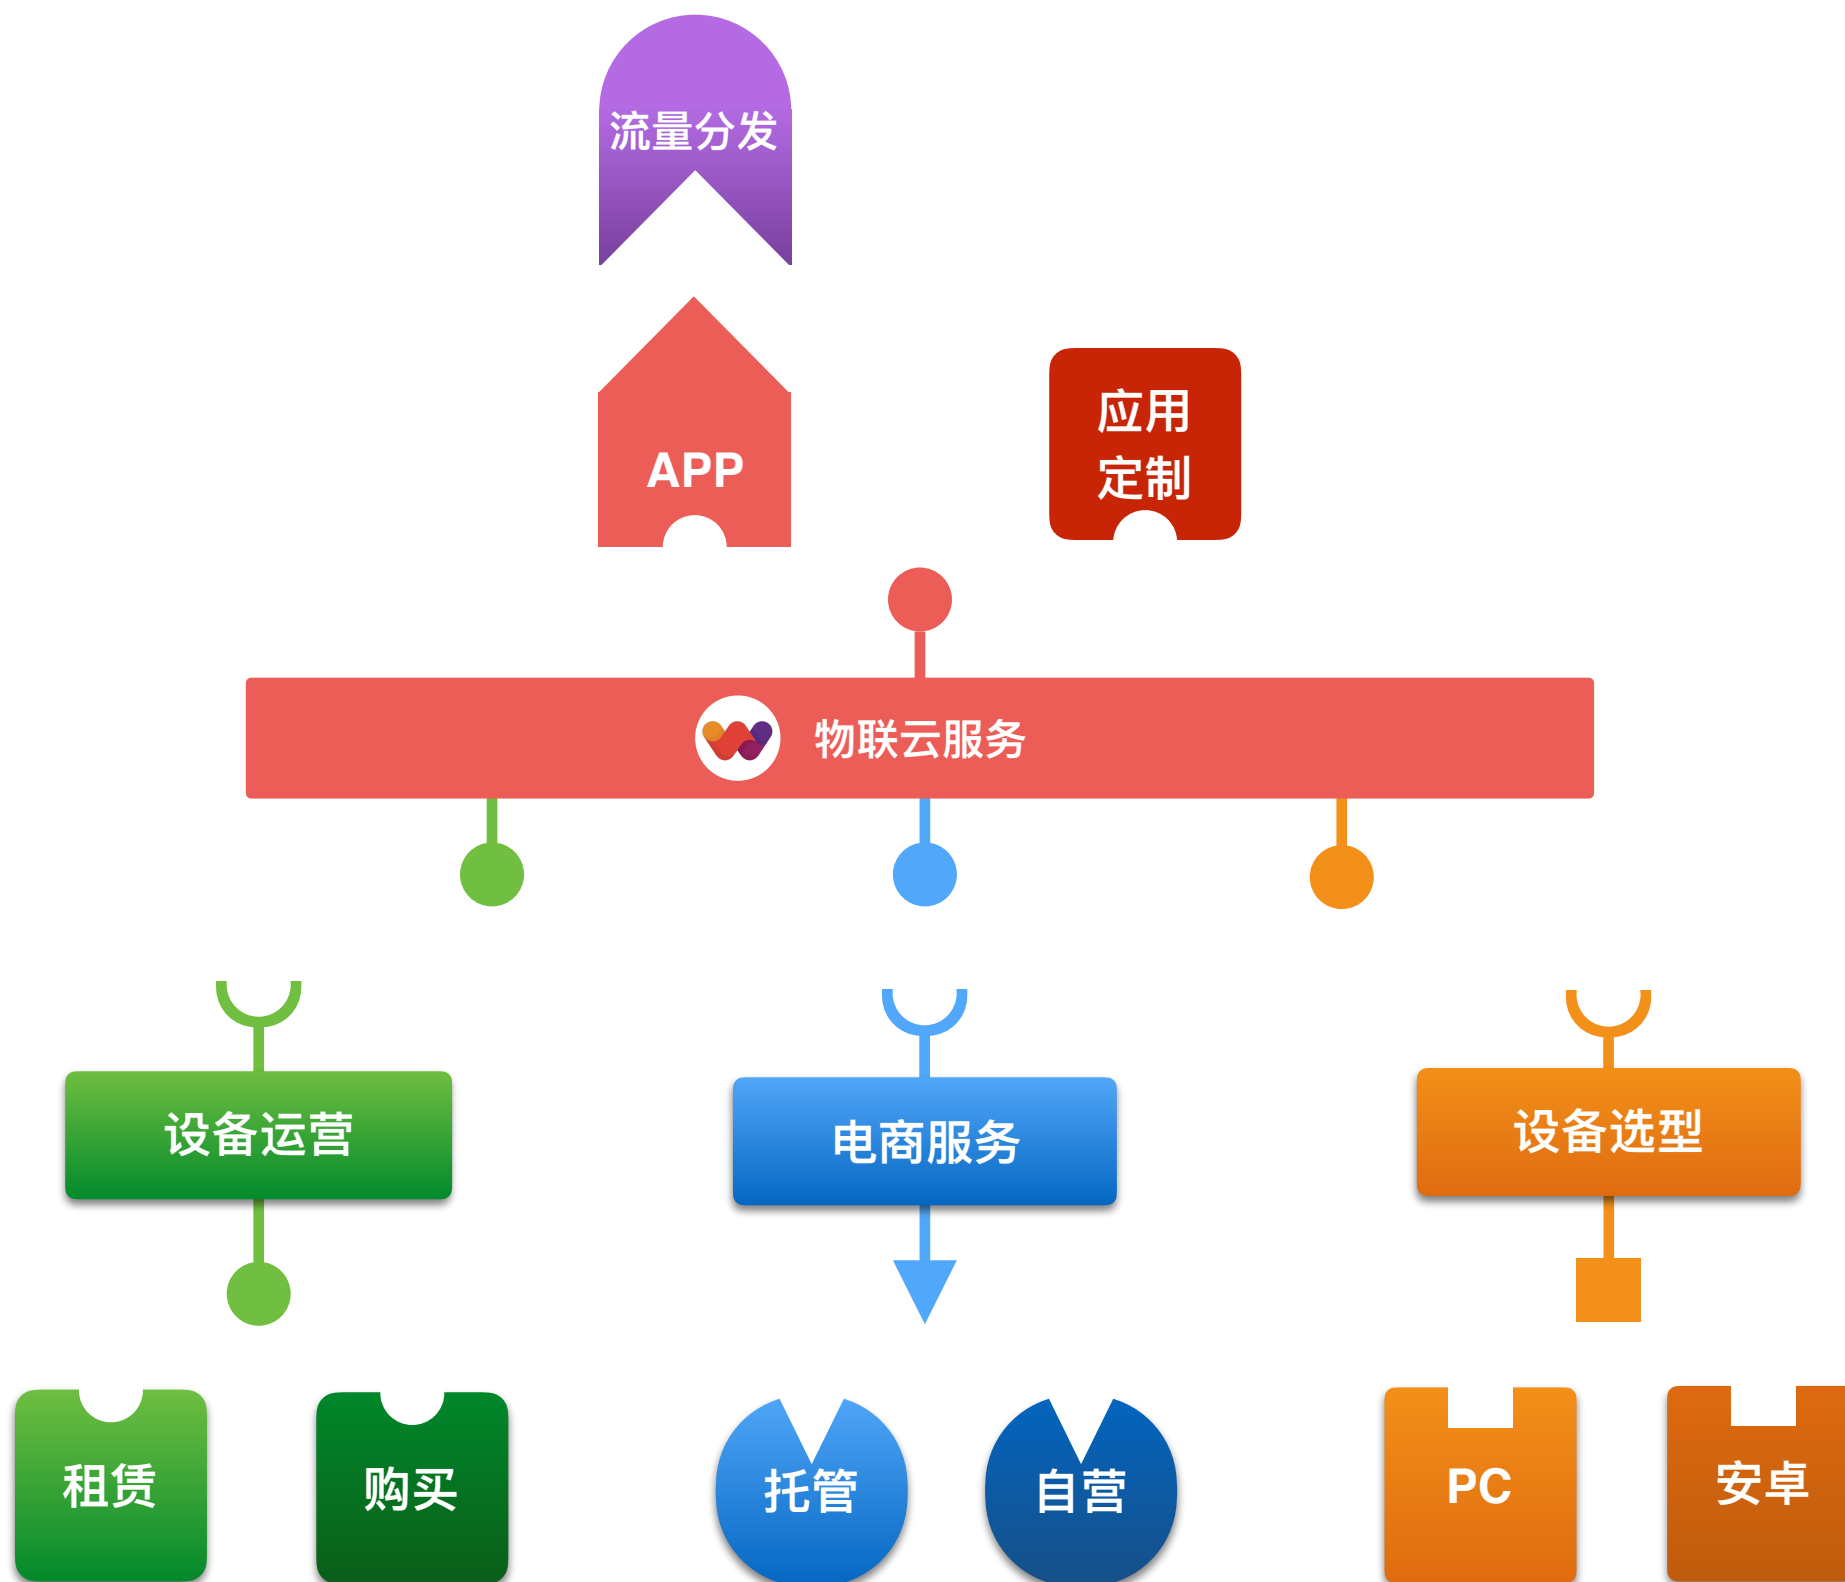 流量分发
APP
应用
定制
物联云服务
设备运营
电商服务
设备选型
租赁
购买
托管
自营
PC
安卓